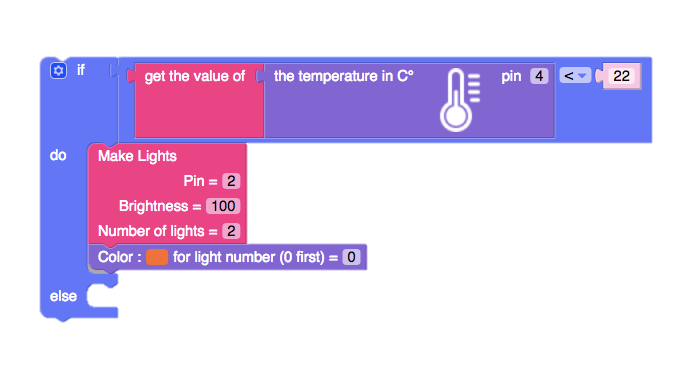 if get the value of the temperature in C° pin 4 < 22
do Make Lights
Pin = 2
Brightness = 100
Number of lights = 2
Color : for light number (0 first) = 0
else